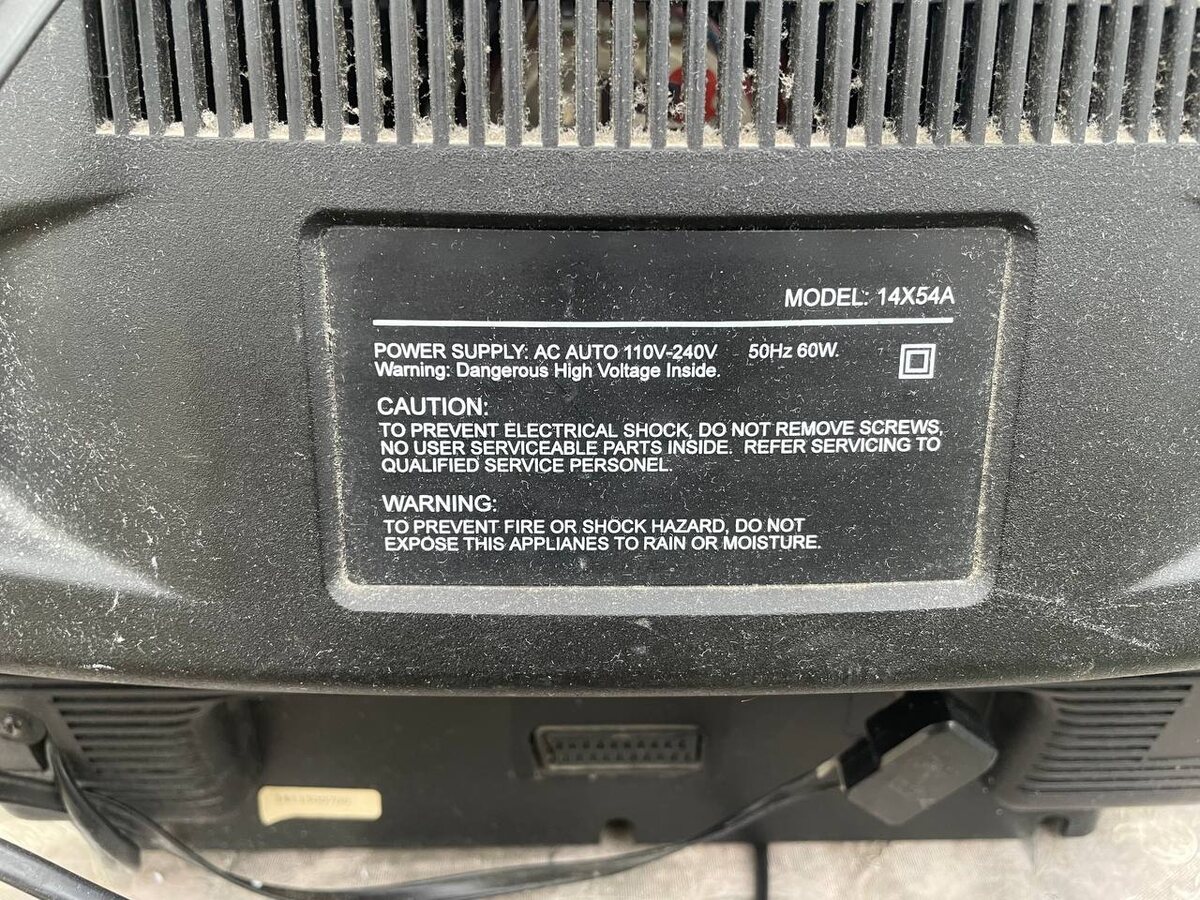 MODEL: 14X54A
POWER SUPPLY: AC AUTO 110V-240V 50Hz 60W.
Warning: Dangerous High Voltage Inside.
CAUTION:
TO PREVENT ELECTRICAL SHOCK, DO NOT REMOVE SCREWS,
NO USER SERVICEABLE PARTS INSIDE. REFER SERVICING TO
QUALIFIED SERVICE PERSONEL.
WARNING:
TO PREVENT FIRE OR SHOCK HAZARD, DO NOT
EXPOSE THIS APPLIANES TO RAIN OR MOISTURE.